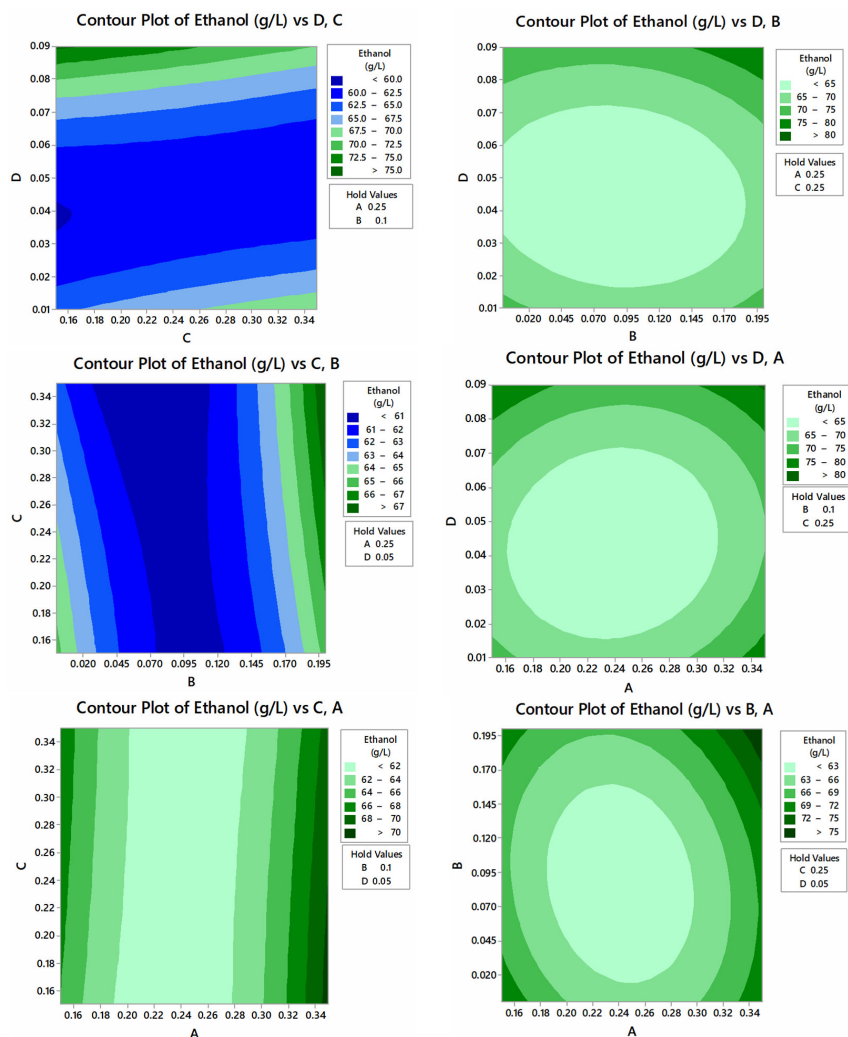 Contour Plot of Ethanol (g/L) vs D, C
0.09
0.08
0.07
0.06
0.05
0.04
0.03
0.02
0.01
D
0.16 0.20 0.24 0.28 0.32
C
Ethanol
(g/L)
< 60.0
60.0 – 62.5
62.5 – 65.0
65.0 – 67.5
67.5 – 70.0
70.0 – 72.5
72.5 – 75.0
> 75.0
Hold Values
A 0.25
B 0.1
Contour Plot of Ethanol (g/L) vs D, B
0.09
0.08
0.07
0.06
0.05
0.04
0.03
0.02
0.01
D
0.020 0.045 0.070 0.095 0.120 0.145 0.170 0.195
B
Ethanol
(g/L)
< 65
65 – 70
70 – 75
75 – 80
> 80
Hold Values
A 0.25
C 0.25
Contour Plot of Ethanol (g/L) vs C, B
0.34
0.32
0.30
0.28
0.26
0.24
0.22
0.20
0.18
0.16
C
0.020 0.045 0.070 0.095 0.120 0.145 0.170 0.195
B
Ethanol
(g/L)
< 61
61 – 62
62 – 63
63 – 64
64 – 65
65 – 66
66 – 67
> 67
Hold Values
A 0.25
D 0.05
Contour Plot of Ethanol (g/L) vs D, A
0.09
0.08
0.07
0.06
0.05
0.04
0.03
0.02
0.01
D
0.16 0.18 0.20 0.22 0.24 0.26 0.28 0.30 0.32 0.34
A
Ethanol
(g/L)
< 65
65 – 70
70 – 75
75 – 80
> 80
Hold Values
B 0.1
C 0.25
Contour Plot of Ethanol (g/L) vs C, A
0.34
0.32
0.30
0.28
0.26
0.24
0.22
0.20
0.18
0.16
C
0.16 0.18 0.20 0.22 0.24 0.26 0.28 0.30 0.32 0.34
A
Ethanol
(g/L)
< 62
62 – 64
64 – 66
66 – 68
68 – 70
> 70
Hold Values
B 0.1
D 0.05
Contour Plot of Ethanol (g/L) vs B, A
0.195
0.170
0.145
0.120
0.095
0.070
0.045
0.020
B
0.16 0.18 0.20 0.22 0.24 0.26 0.28 0.30 0.32 0.34
A
Ethanol
(g/L)
< 63
63 – 66
66 – 69
69 – 72
72 – 75
> 75
Hold Values
C 0.25
D 0.05